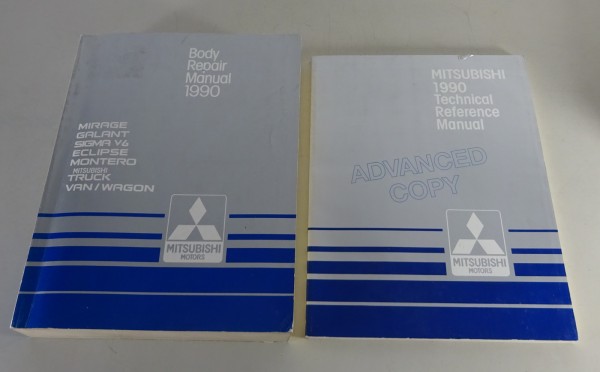 Body
Repair
Manual
1990
MIRAGE
GALANT
SIGMA V6
ECLIPSE
MONTERO
MITSUBISHI
TRUCK
VAN/WAGON
MITSUBISHI
MOTORS
MITSUBISHI
1990
Technical
Reference
Manual
ADVANCED
COPY
MITSUBISHI
MOTORS